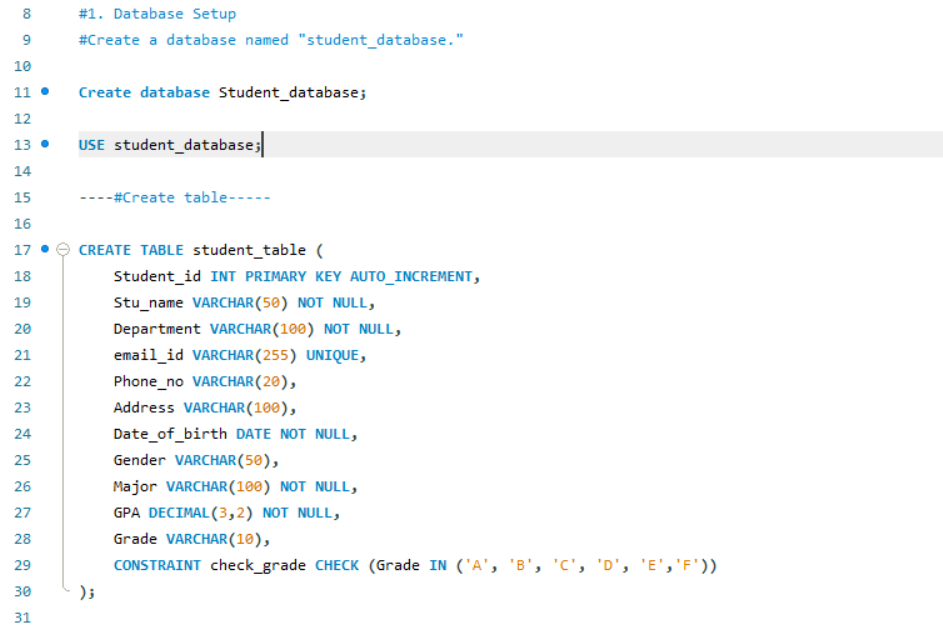 8 #1. Database Setup
9 #Create a database named "student_database."
10
11 Create database Student_database;
12
13 USE student_database;
14
15 ----#Create table-----
16
17 CREATE TABLE student_table (
18 Student_id INT PRIMARY KEY AUTO_INCREMENT,
19 Stu_name VARCHAR(50) NOT NULL,
20 Department VARCHAR(100) NOT NULL,
21 email_id VARCHAR(255) UNIQUE,
22 Phone_no VARCHAR(20),
23 Address VARCHAR(100),
24 Date_of_birth DATE NOT NULL,
25 Gender VARCHAR(50),
26 Major VARCHAR(100) NOT NULL,
27 GPA DECIMAL(3,2) NOT NULL,
28 Grade VARCHAR(10),
29 CONSTRAINT check_grade CHECK (Grade IN ('A', 'B', 'C', 'D', 'E','F'))
30 );
31